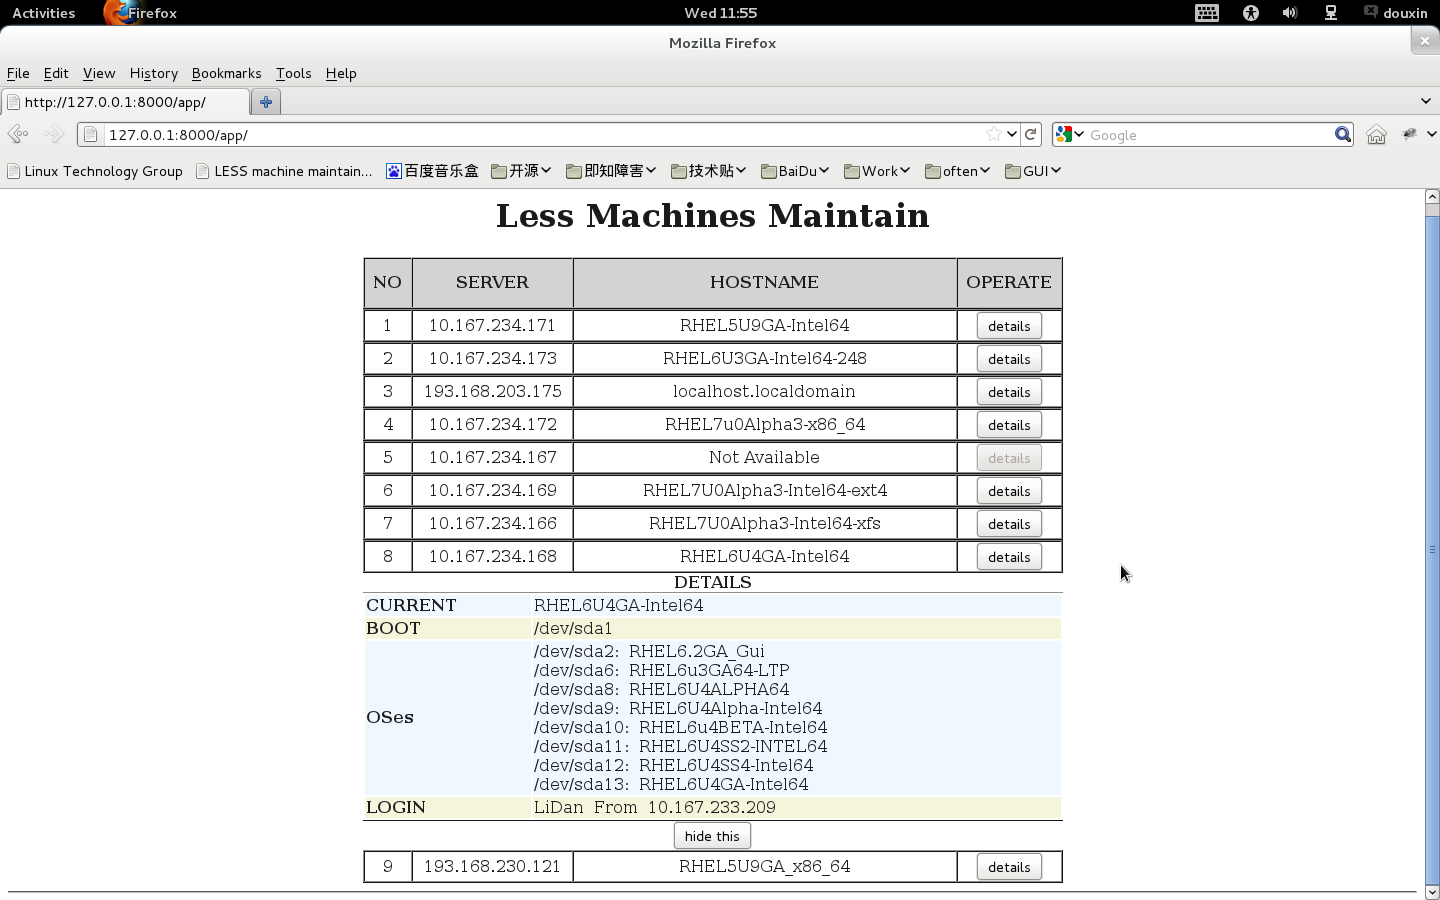 Activities Firefox Wed 11:55 douxin
Mozilla Firefox
File Edit View History Bookmarks Tools Help
http://127.0.0.1:8000/app/
127.0.0.1:8000/app/ Google
Linux Technology Group LESS machine maintain... 百度音乐盒 开源 即知障害 技术贴 BaiDu Work often GUI
Less Machines Maintain
NO SERVER HOSTNAME OPERATE
1 10.167.234.171 RHEL5U9GA-Intel64 details
2 10.167.234.173 RHEL6U3GA-Intel64-248 details
3 193.168.203.175 localhost.localdomain details
4 10.167.234.172 RHEL7u0Alpha3-x86_64 details
5 10.167.234.167 Not Available details
6 10.167.234.169 RHEL7U0Alpha3-Intel64-ext4 details
7 10.167.234.166 RHEL7U0Alpha3-Intel64-xfs details
8 10.167.234.168 RHEL6U4GA-Intel64 details
DETAILS
CURRENT RHEL6U4GA-Intel64
BOOT /dev/sda1
OSes
/dev/sda2: RHEL6.2GA_Gui
/dev/sda6: RHEL6u3GA64-LTP
/dev/sda8: RHEL6U4ALPHA64
/dev/sda9: RHEL6U4Alpha-Intel64
/dev/sda10: RHEL6u4BETA-Intel64
/dev/sda11: RHEL6U4SS2-INTEL64
/dev/sda12: RHEL6U4SS4-Intel64
/dev/sda13: RHEL6U4GA-Intel64
LOGIN LiDan From 10.167.233.209
hide this
9 193.168.230.121 RHEL5U9GA_x86_64 details